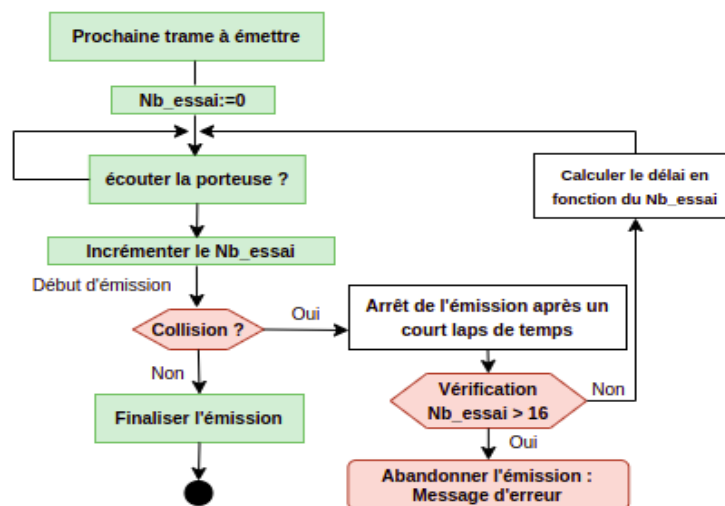 Prochaine trame à émettre
Nb_essai:=0
écouter la porteuse ?
Calculer le délai en
fonction du Nb_essai
Incrémenter le Nb_essai
Début d'émission
Collision ?
Oui
Arrêt de l'émission après un
court laps de temps
Non
Vérification
Nb_essai > 16
Non
Finaliser l'émission
Oui
Abandonner l'émission :
Message d'erreur